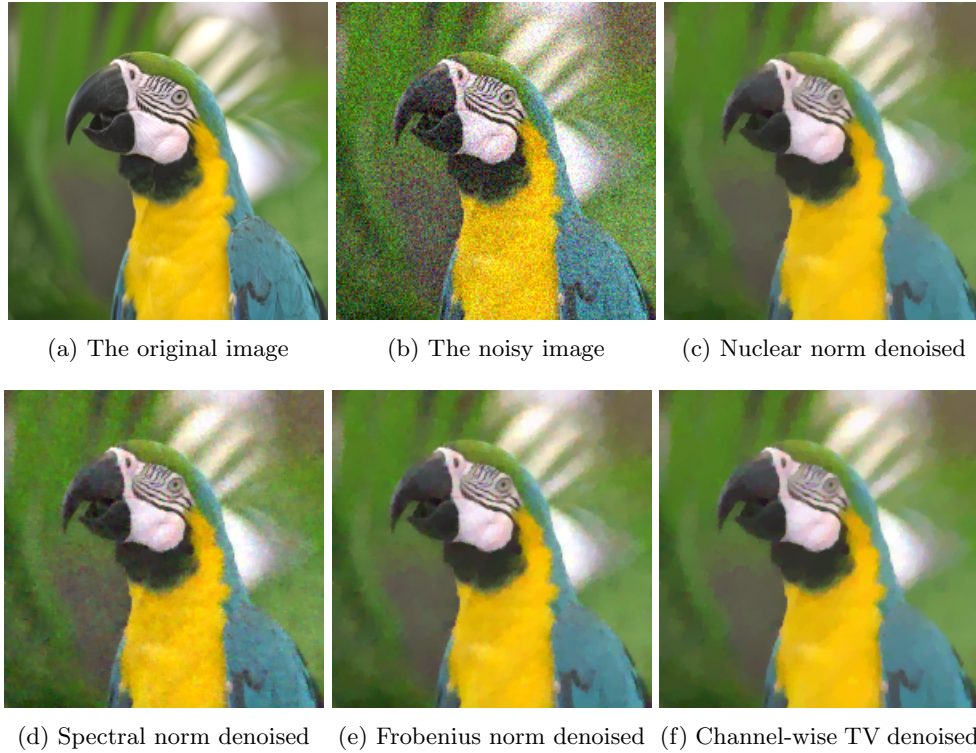 (a) The original image
(b) The noisy image
(c) Nuclear norm denoised
(d) Spectral norm denoised
(e) Frobenius norm denoised
(f) Channel-wise TV denoised